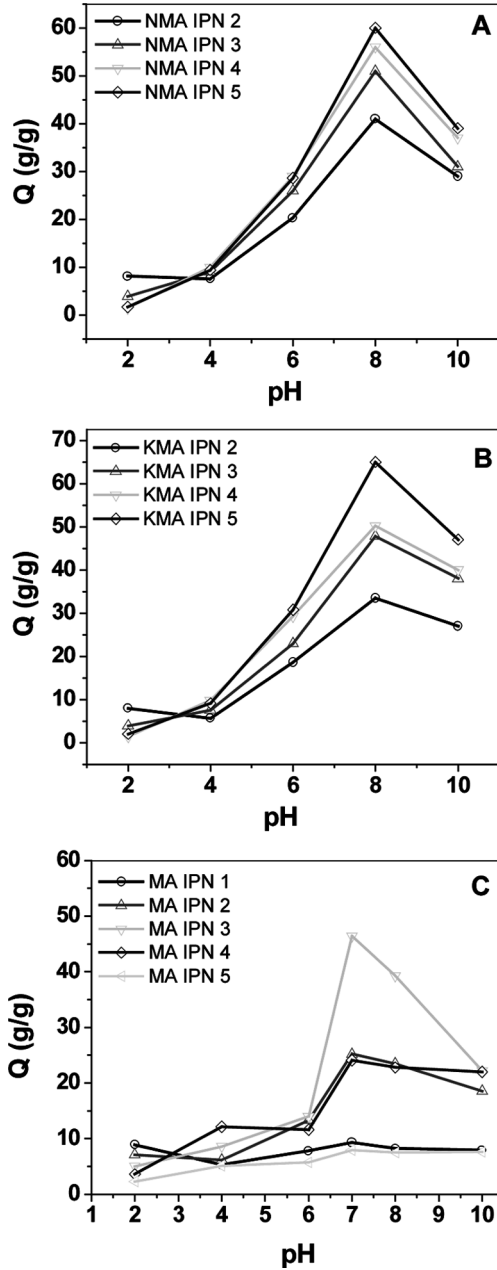 A
NMA IPN 2
NMA IPN 3
NMA IPN 4
NMA IPN 5
60
50
40
30
20
10
0
Q (g/g)
2 4 6 8 10
pH
B
KMA IPN 2
KMA IPN 3
KMA IPN 4
KMA IPN 5
70
60
50
40
30
20
10
0
Q (g/g)
2 4 6 8 10
pH
C
MA IPN 1
MA IPN 2
MA IPN 3
MA IPN 4
MA IPN 5
60
50
40
30
20
10
0
Q (g/g)
1 2 3 4 5 6 7 8 9 10
pH